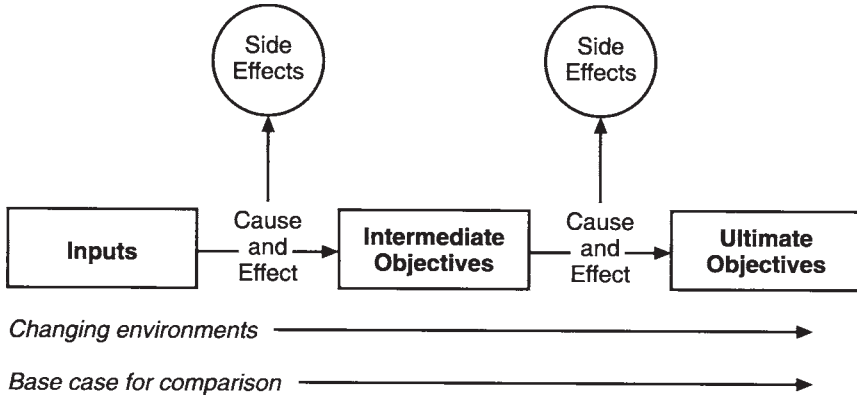 Side
Effects
Side
Effects
Inputs
Cause
and
Effect
Intermediate
Objectives
Cause
and
Effect
Ultimate
Objectives
Changing environments
Base case for comparison